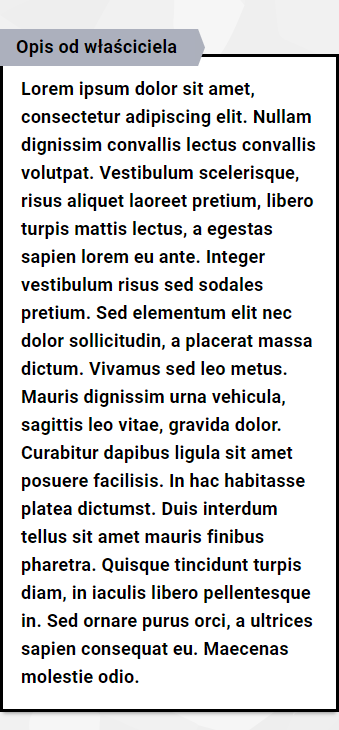 Opis od właściciela
Lorem ipsum dolor sit amet,
consectetur adipiscing elit. Nullam
dignissim convallis lectus convallis
volutpat. Vestibulum scelerisque,
risus aliquet laoreet pretium, libero
turpis mattis lectus, a egestas
sapien lorem eu ante. Integer
vestibulum risus sed sodales
pretium. Sed elementum elit nec
dolor sollicitudin, a placerat massa
dictum. Vivamus sed leo metus.
Mauris dignissim urna vehicula,
sagittis leo vitae, gravida dolor.
Curabitur dapibus ligula sit amet
posuere facilisis. In hac habitasse
platea dictumst. Duis interdum
tellus sit amet mauris finibus
pharetra. Quisque tincidunt turpis
diam, in iaculis libero pellentesque
in. Sed ornare purus orci, a ultrices
sapien consequat eu. Maecenas
molestie odio.